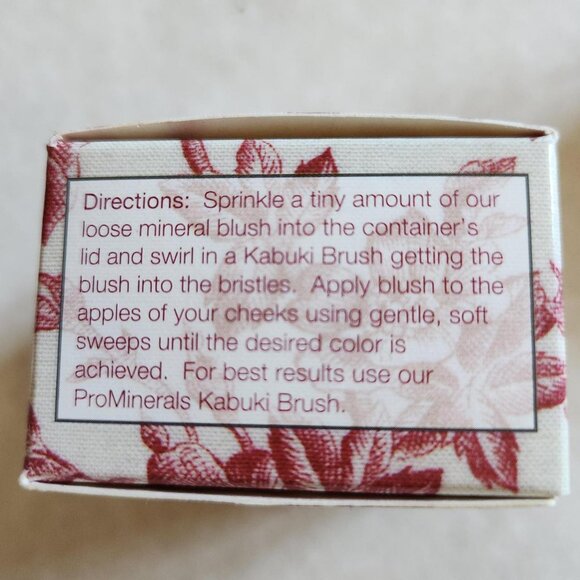 Directions: Sprinkle a tiny amount of our
loose mineral blush into the container's
lid and swirl in a Kabuki Brush getting the
blush into the bristles. Apply blush to the
apples of your cheeks using gentle, soft
sweeps until the desired color is
achieved. For best results use our
ProMinerals Kabuki Brush.